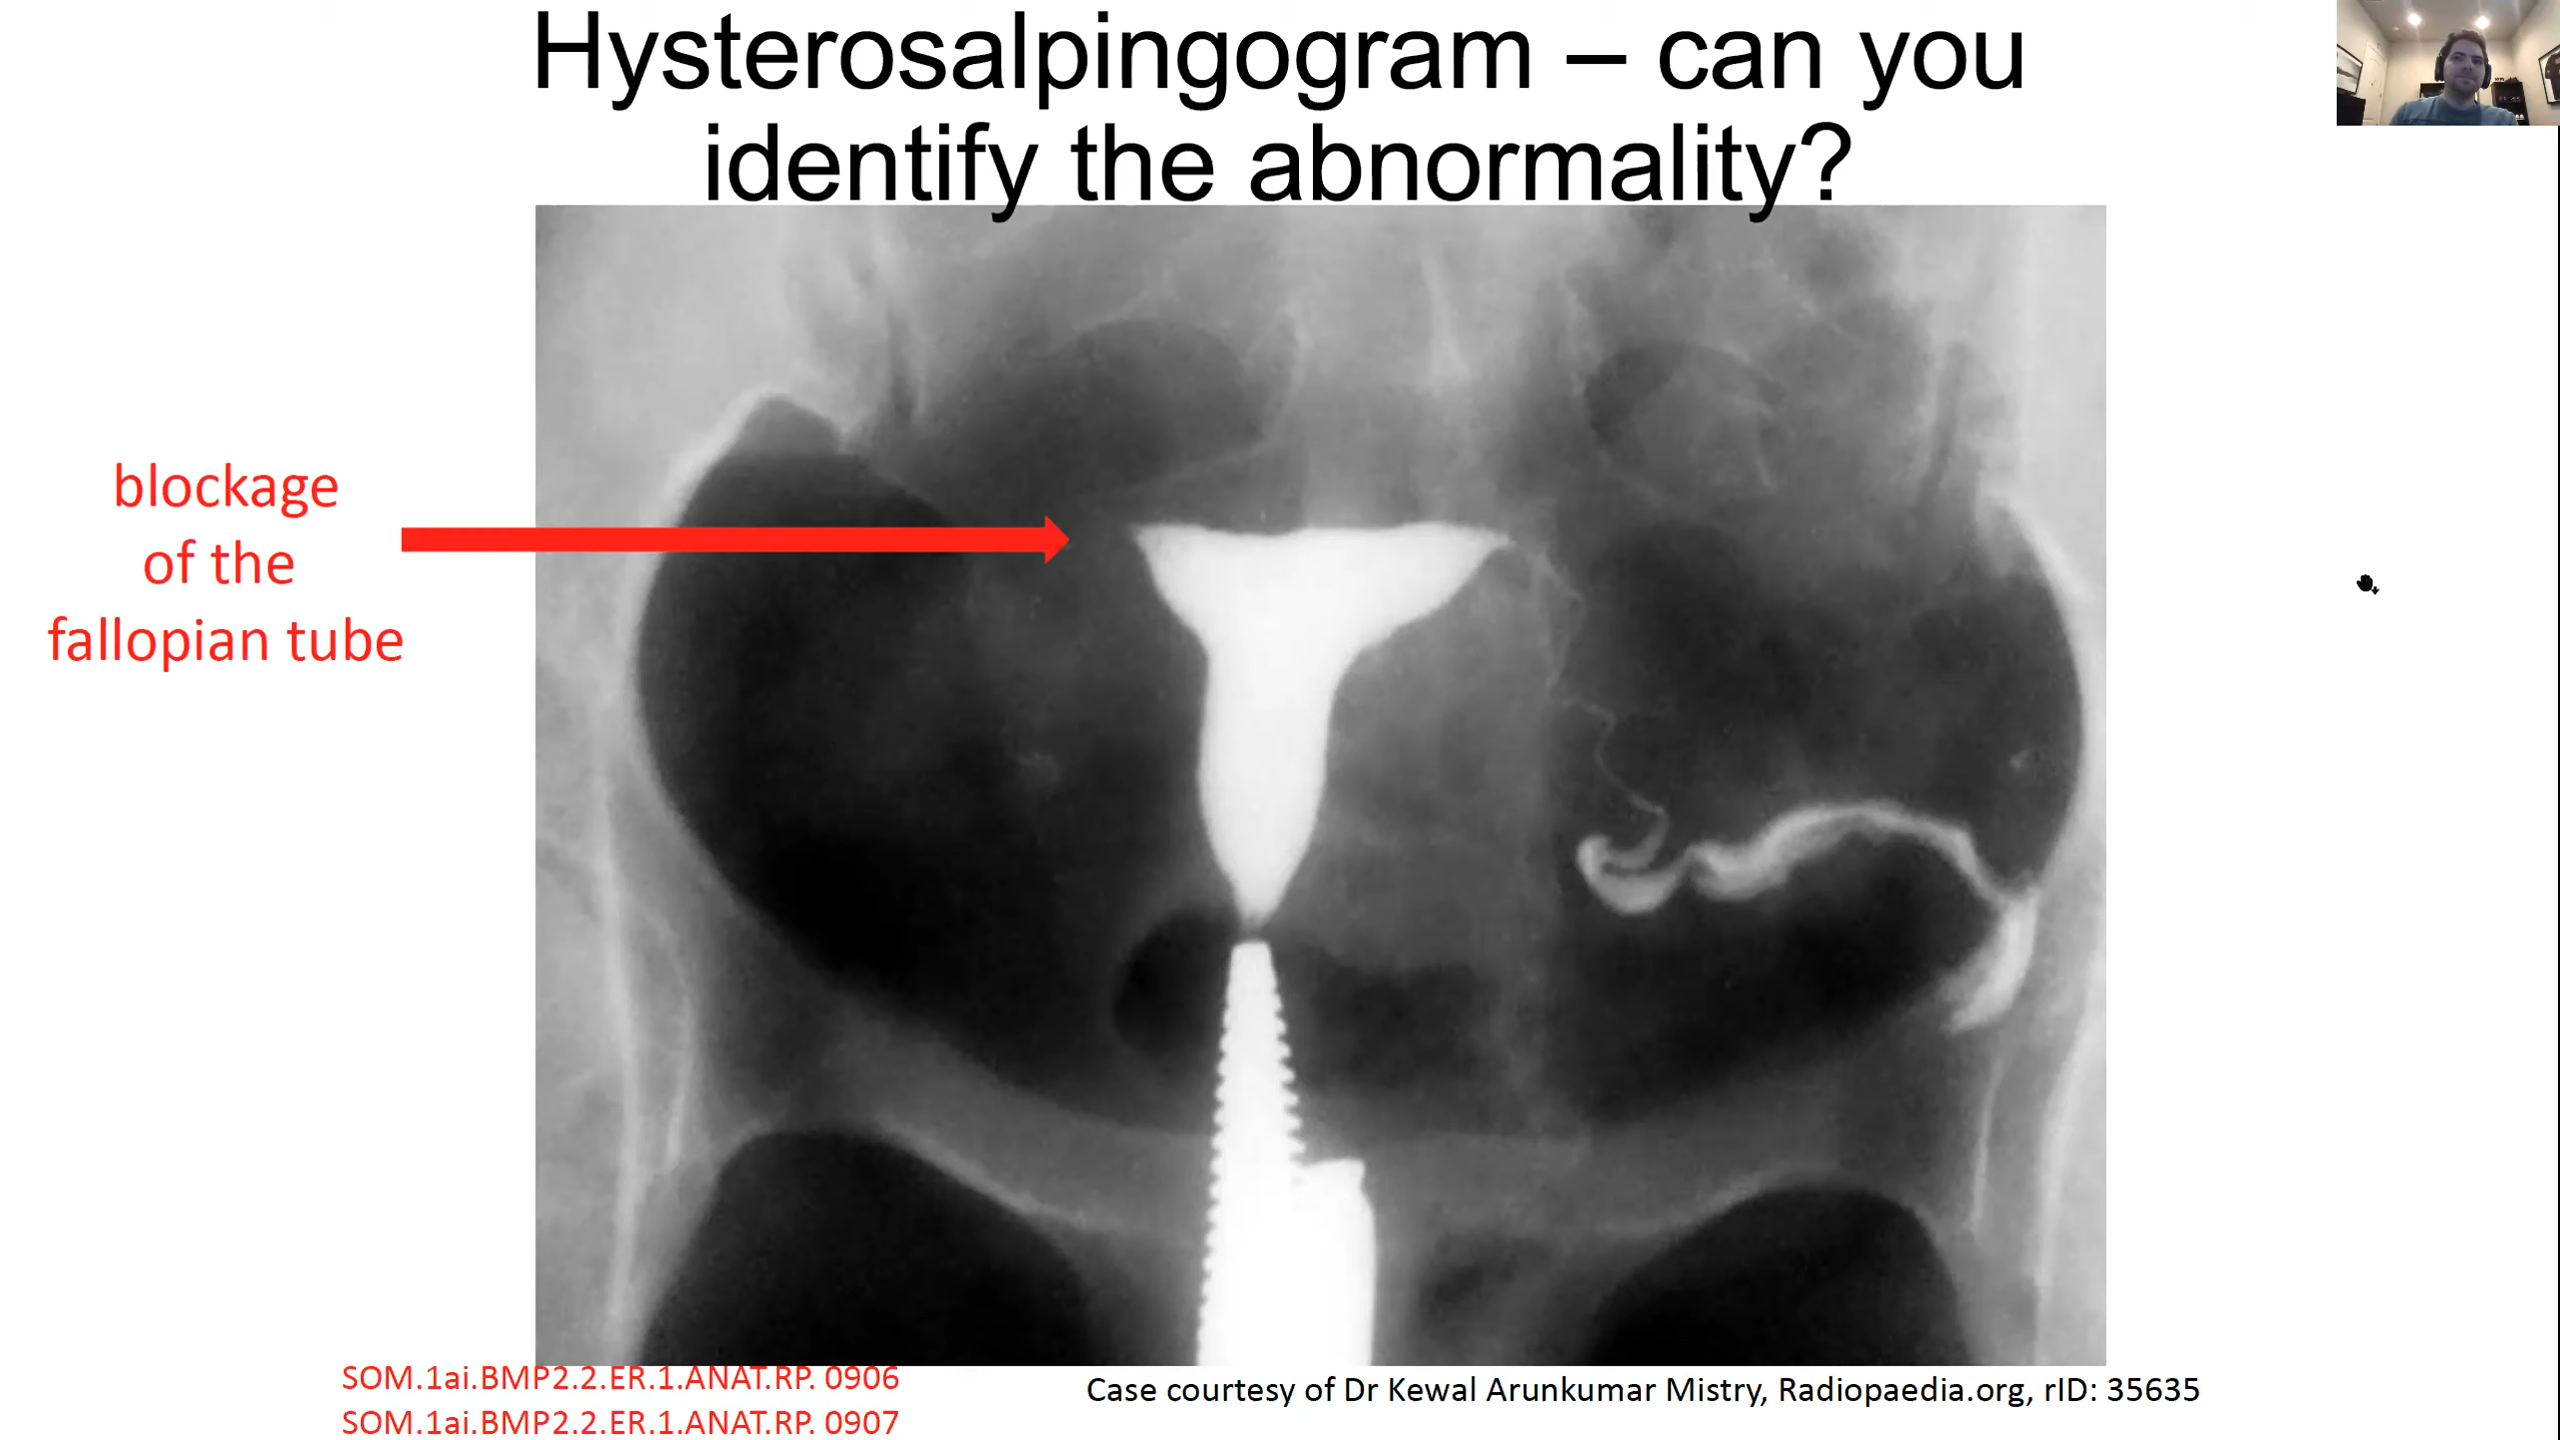 Hysterosalpingogram – can you
identify the abnormality?
blockage
of the
fallopian tube
SOM.1ai.BMP2.2.ER.1.ANAT.RP. 0906
SOM.1ai.BMP2.2.ER.1.ANAT.RP. 0907
Case courtesy of Dr Kewal Arunkumar Mistry, Radiopaedia.org, rID: 35635